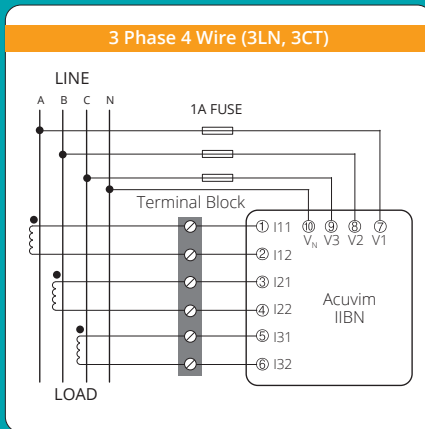 3 Phase 4 Wire (3LN, 3CT)
LINE
A B C N
1A FUSE
Terminal Block
① I11
⑩ ⑨ ⑧ ⑦
VN V3 V2 V1
② I12
③ I21
④ I22
Acuvim
IIBN
⑤ I31
⑥ I32
LOAD